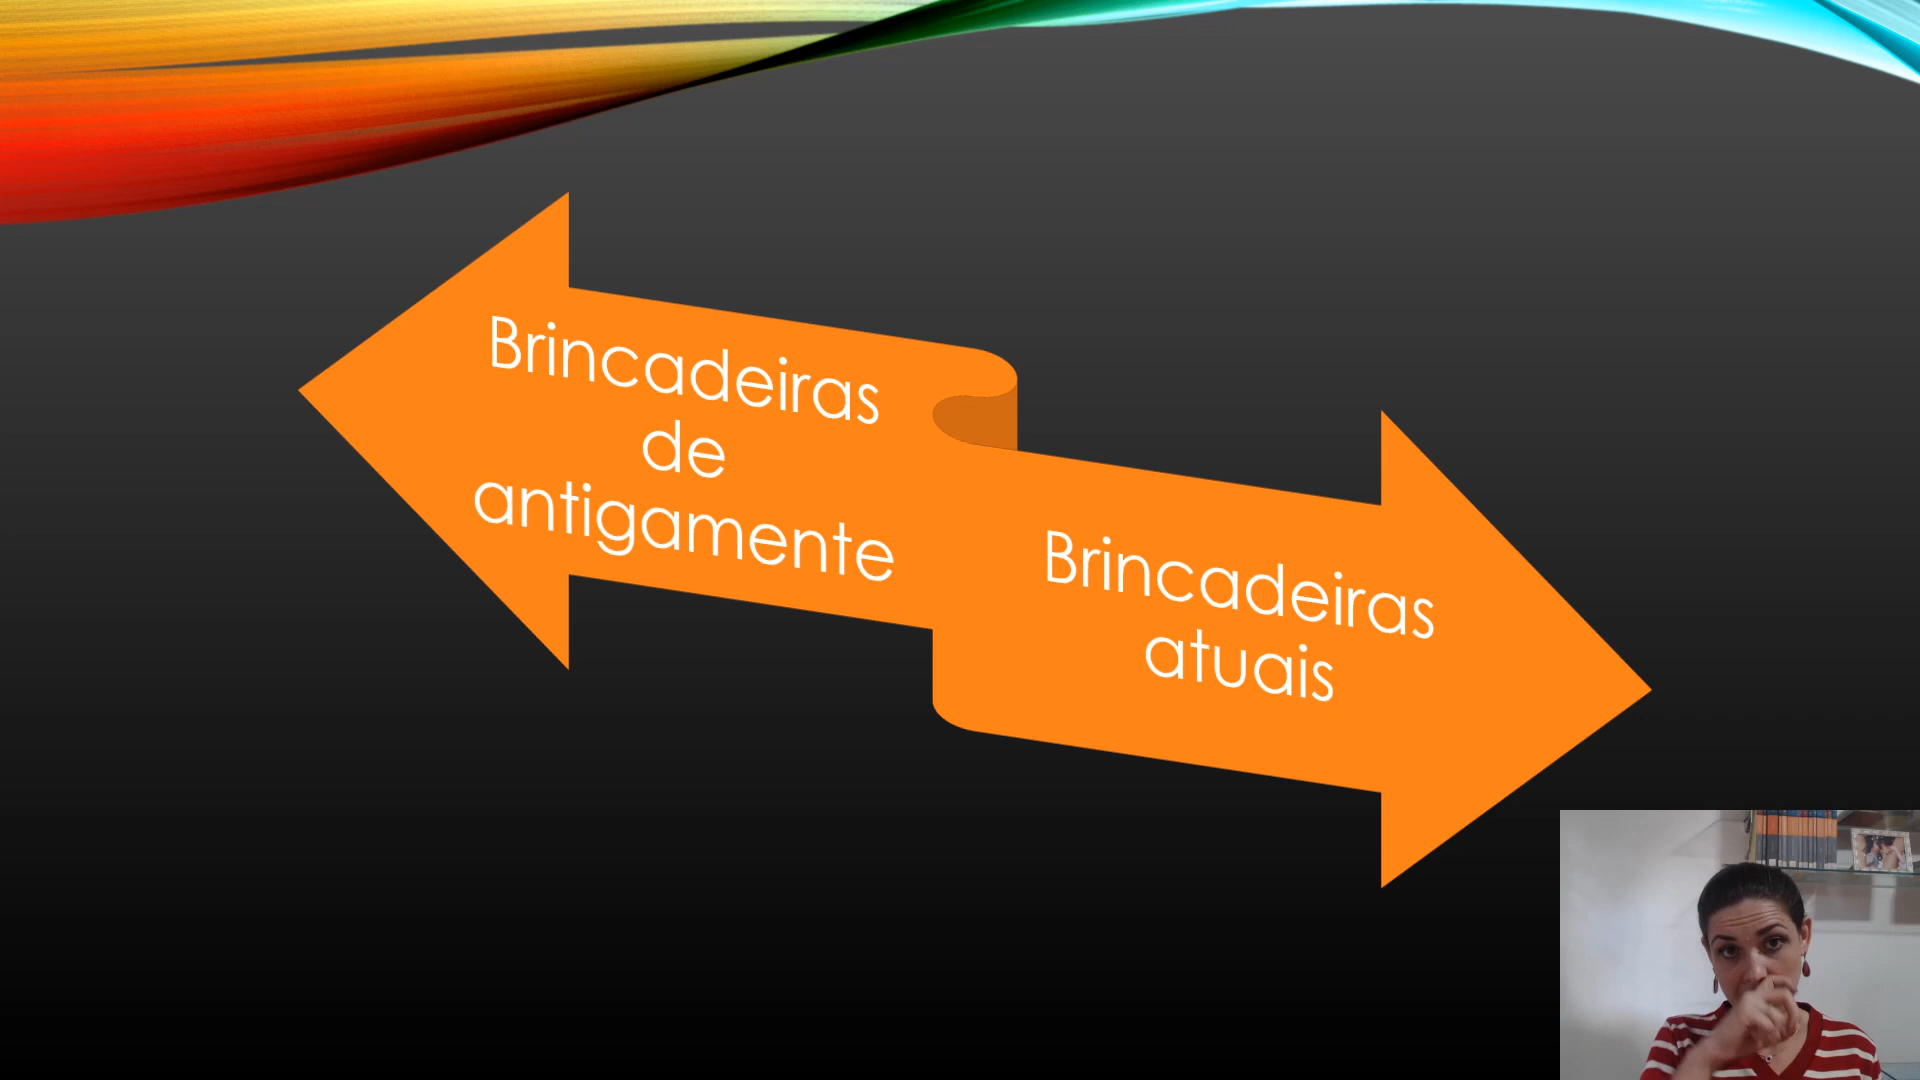 Brincadeiras
de
antigamente
Brincadeiras
atuais